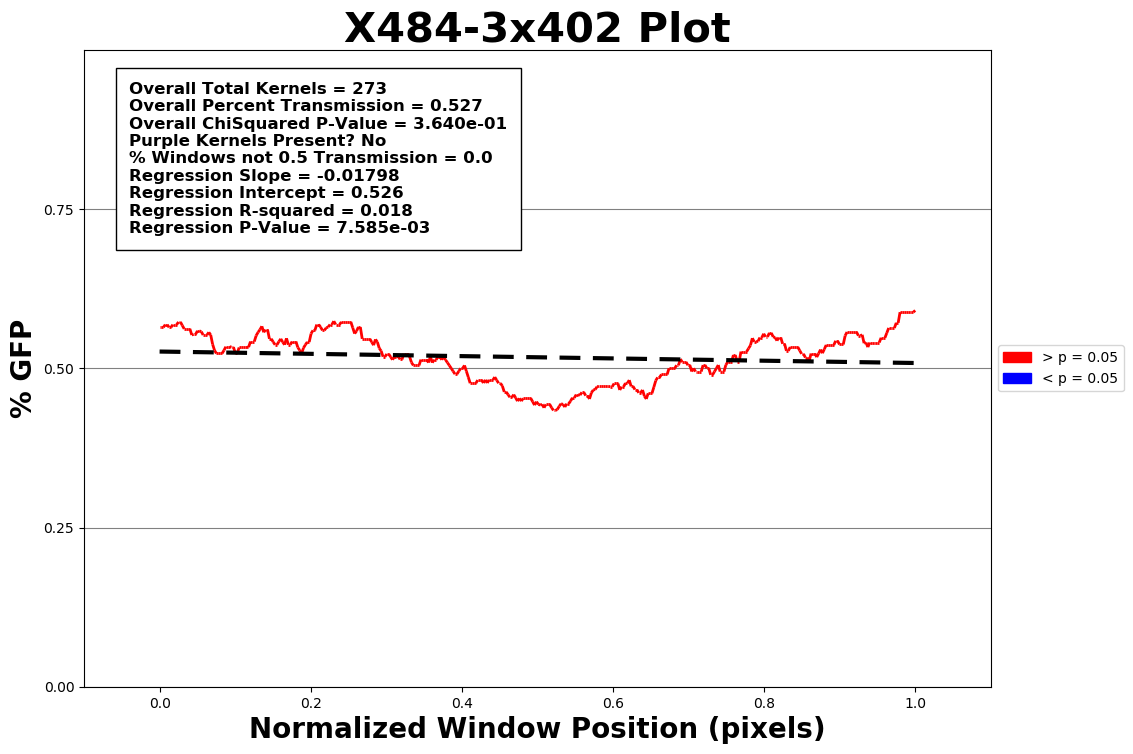 X484-3x402 Plot
Overall Total Kernels = 273
Overall Percent Transmission = 0.527
Overall ChiSquared P-Value = 3.640e-01
Purple Kernels Present? No
% Windows not 0.5 Transmission = 0.0
Regression Slope = -0.01798
Regression Intercept = 0.526
Regression R-squared = 0.018
Regression P-Value = 7.585e-03
% GFP
0.75
0.50
0.25
0.00
0.0 0.2 0.4 0.6 0.8 1.0
Normalized Window Position (pixels)
> p = 0.05
< p = 0.05